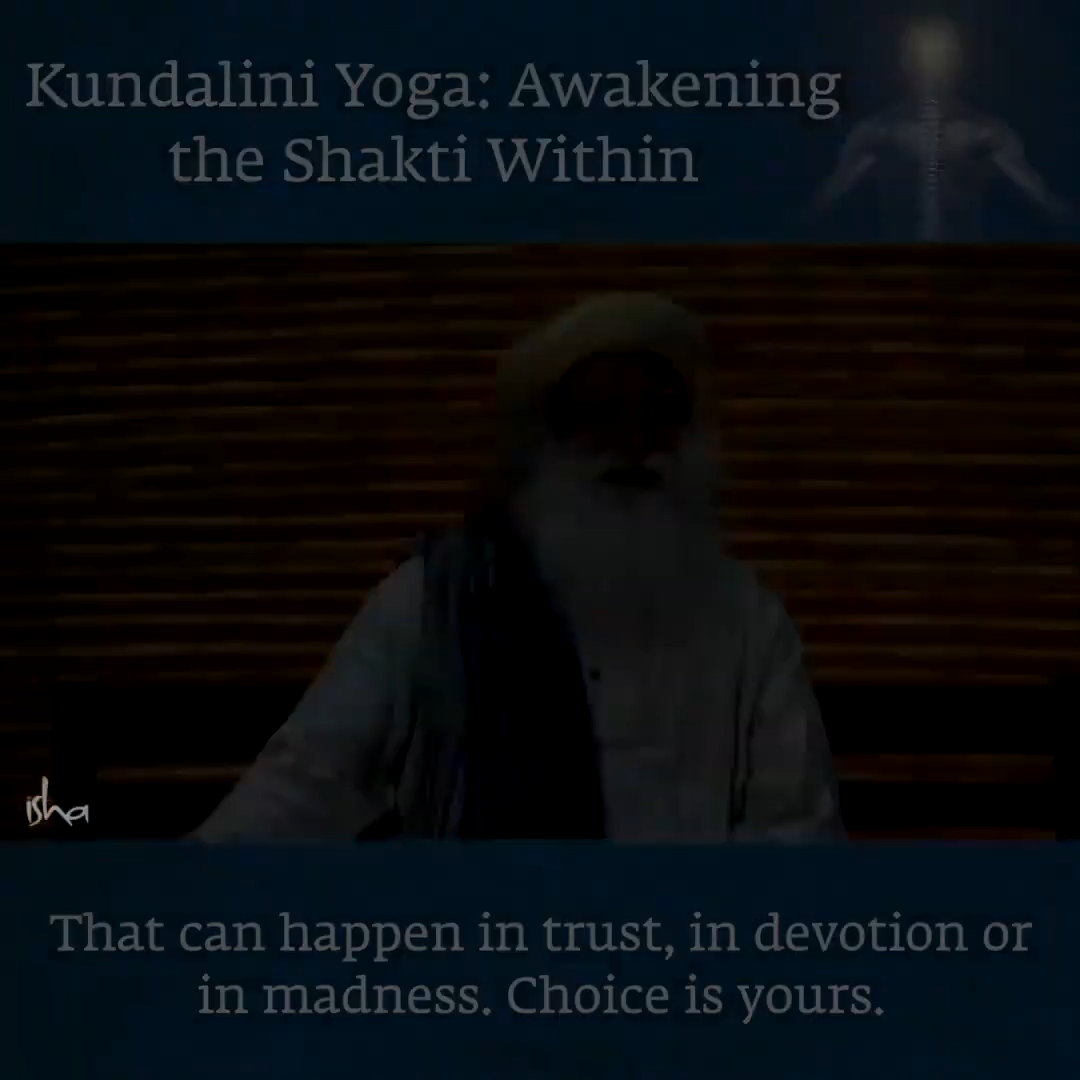 Kundalini Yoga: Awakening
the Shakti Within
isha
That can happen in trust, in devotion or
in madness. Choice is yours.